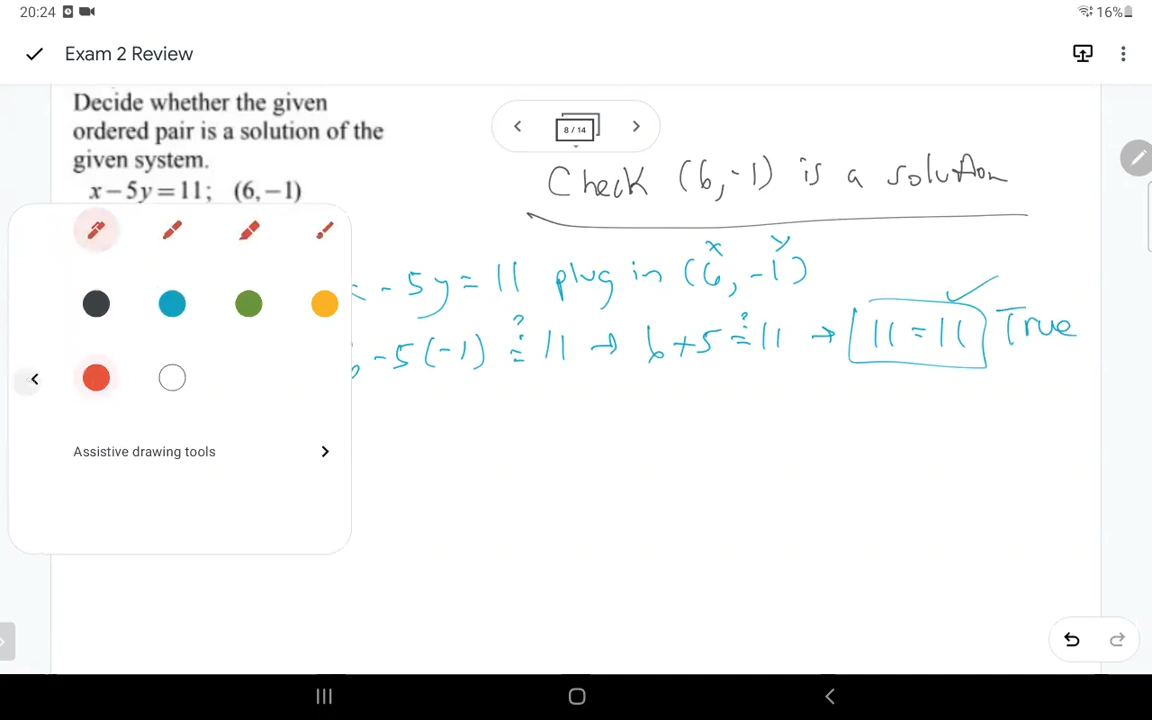 20:24 16%
Exam 2 Review
Decide whether the given
ordered pair is a solution of the
given system.
x − 5y = 11; (6, −1)
8 / 14
Check (6, -1) is a solution
x y
- 5y = 11 plug in (6, -1)
- 5(-1) ≟ 11 → 6 + 5 ≟ 11 → 11 = 11 True
Assistive drawing tools